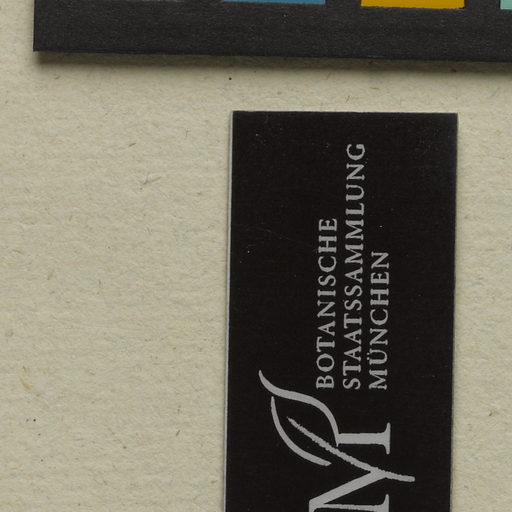 BOTANISCHE
STAATSSAMMLUNG
MÜNCHEN
M